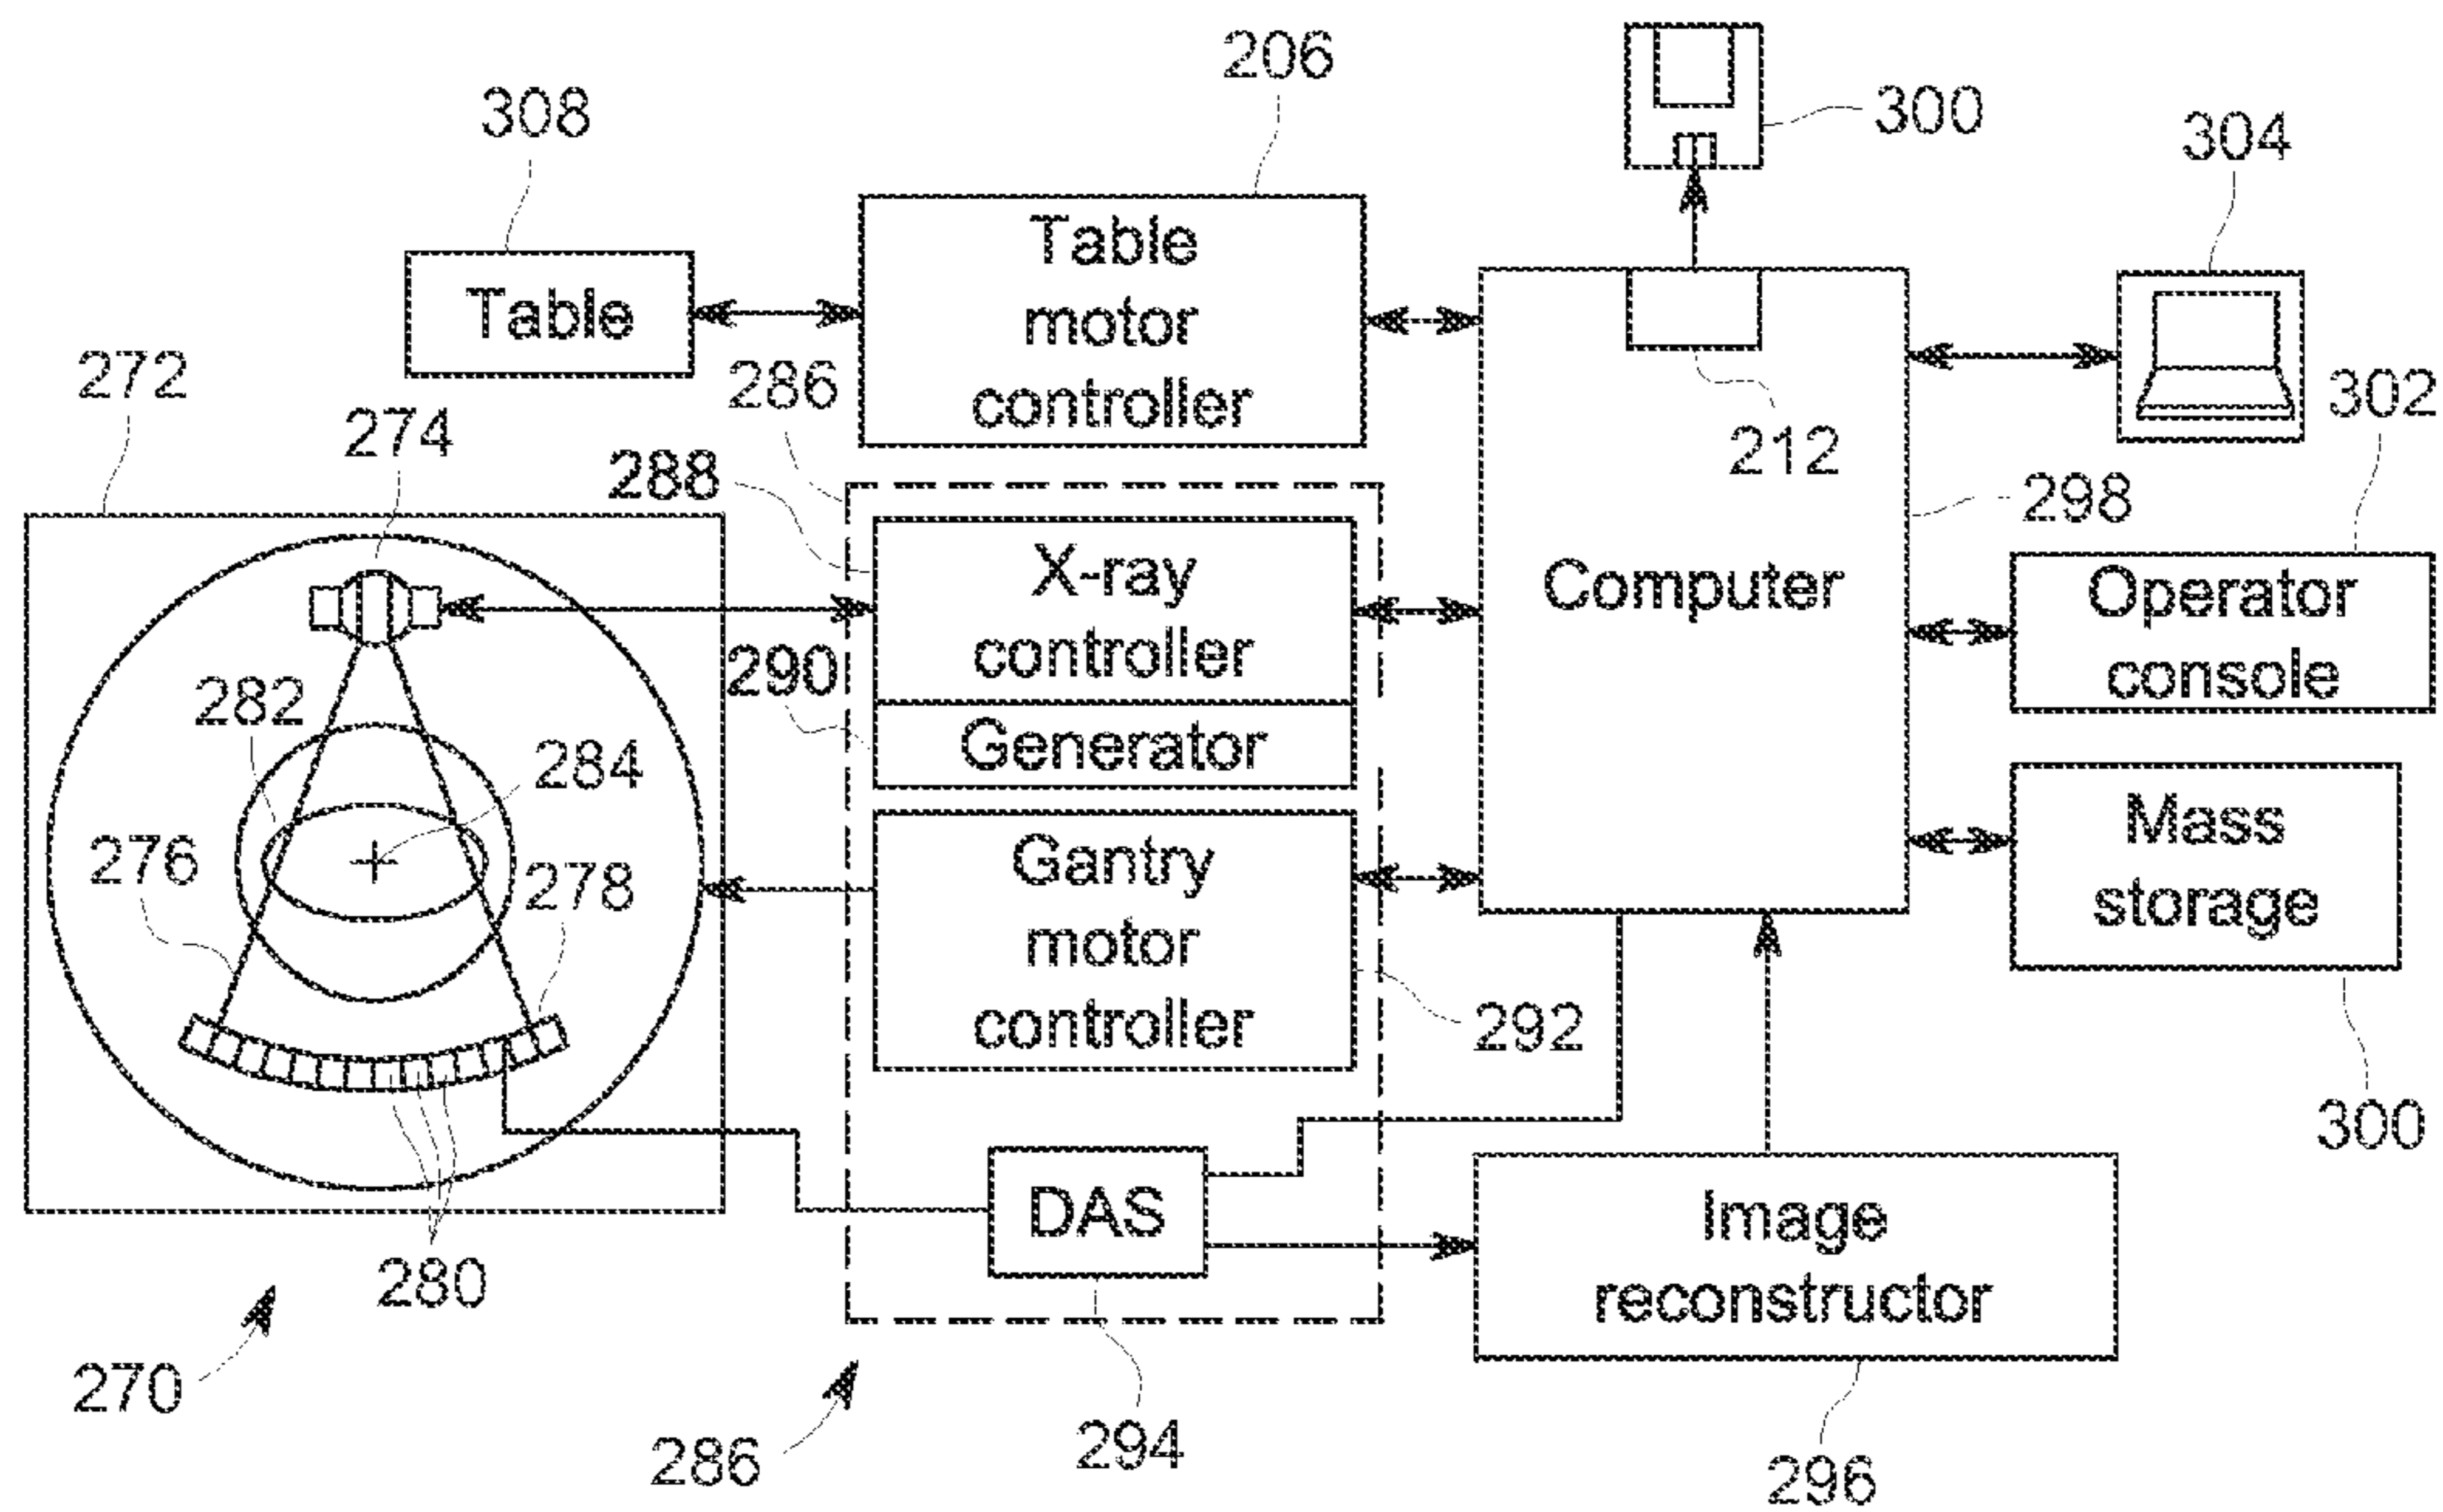 206
308
300
304
Table
motor
controller
Table
272
286
274
302
212
288
298
X-ray
controller
Computer
Operator
console
290
282
Generator
284
276
278
Gantry
motor
controller
Mass
storage
292
300
DAS
Image
reconstructor
280
270
286
294
296